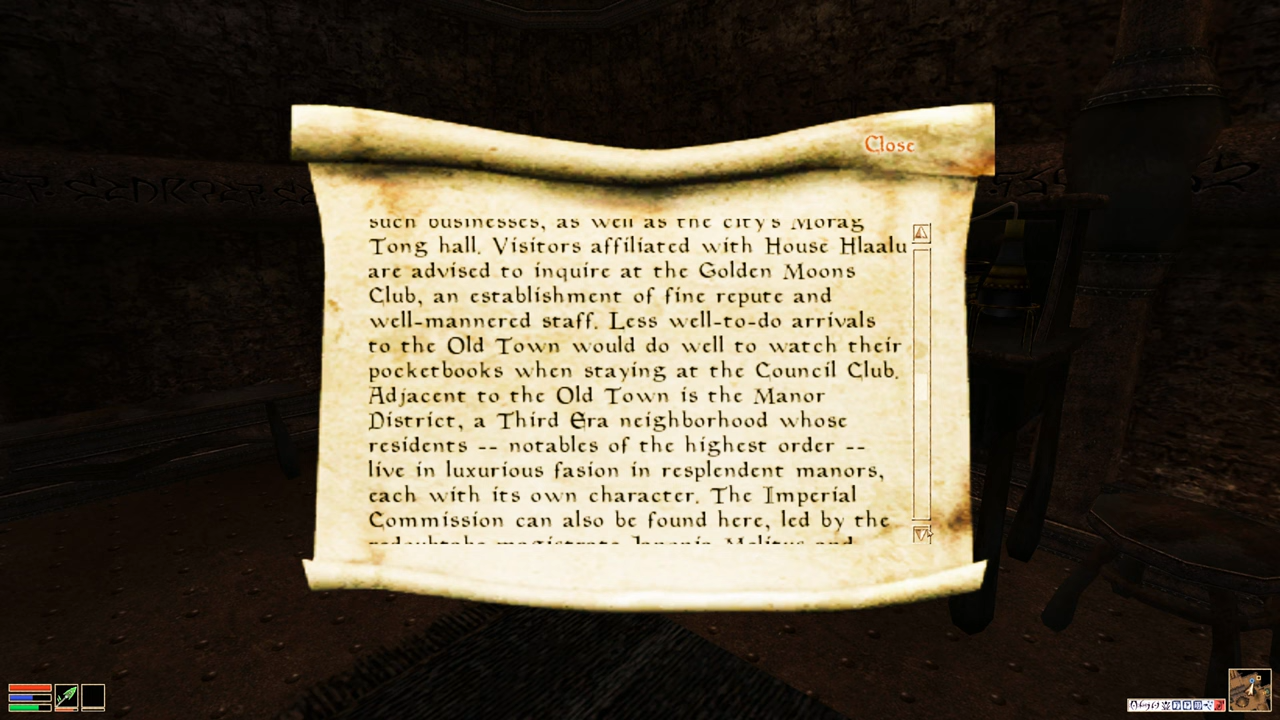 Close
such businesses, as well as the city's Morag
Tong hall. Visitors affiliated with House Hlaalu
are advised to inquire at the Golden Moons
Club, an establishment of fine repute and
well-mannered staff. Less well-to-do arrivals
to the Old Town would do well to watch their
pocketbooks when staying at the Council Club.
Adjacent to the Old Town is the Manor
District, a Third Era neighborhood whose
residents -- notables of the highest order --
live in luxurious fasion in resplendent manors,
each with its own character. The Imperial
Commission can also be found here, led by the
magistrate and